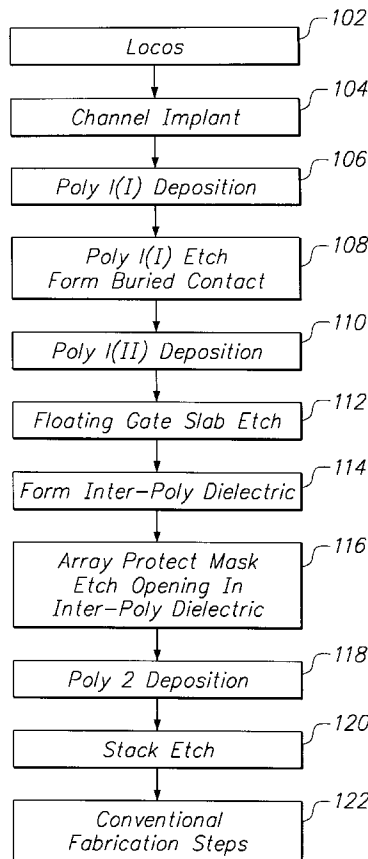 102
Locos
104
Channel Implant
106
Poly I(I) Deposition
108
Poly I(I) Etch
Form Buried Contact
110
Poly I(II) Deposition
112
Floating Gate Slab Etch
114
Form Inter-Poly Dielectric
116
Array Protect Mask
Etch Opening In
Inter-Poly Dielectric
118
Poly 2 Deposition
120
Stack Etch
122
Conventional
Fabrication Steps